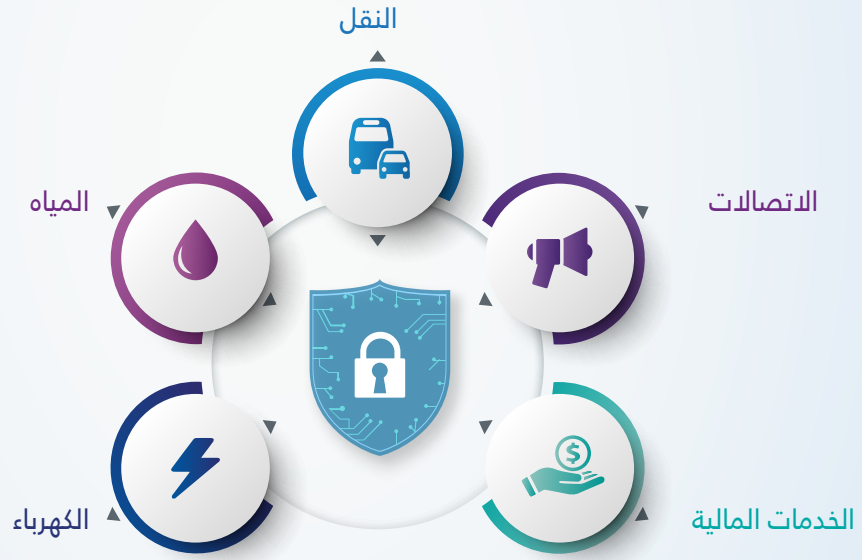 النقل
الاتصالات
المياه
الخدمات المالية
الكهرباء